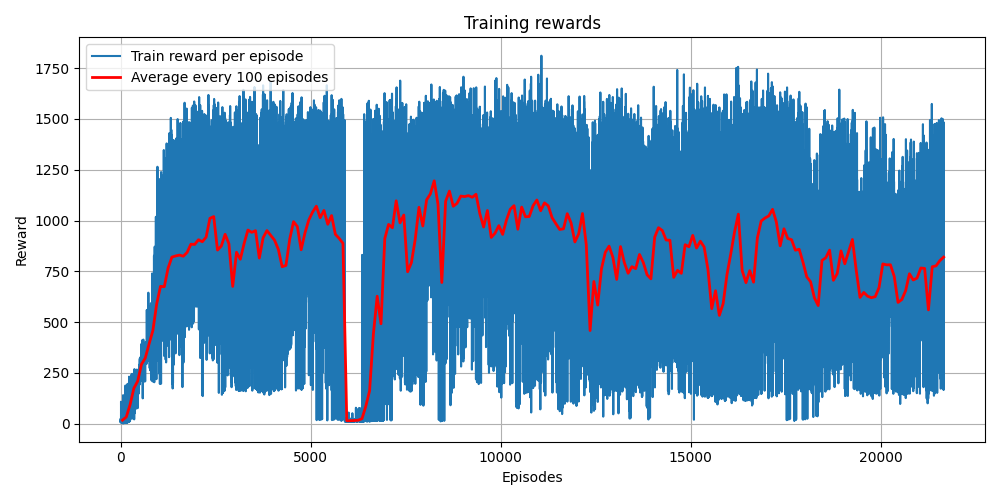 Training rewards
Train reward per episode
Average every 100 episodes
Reward
1750
1500
1250
1000
750
500
250
0
0 5000 10000 15000 20000
Episodes